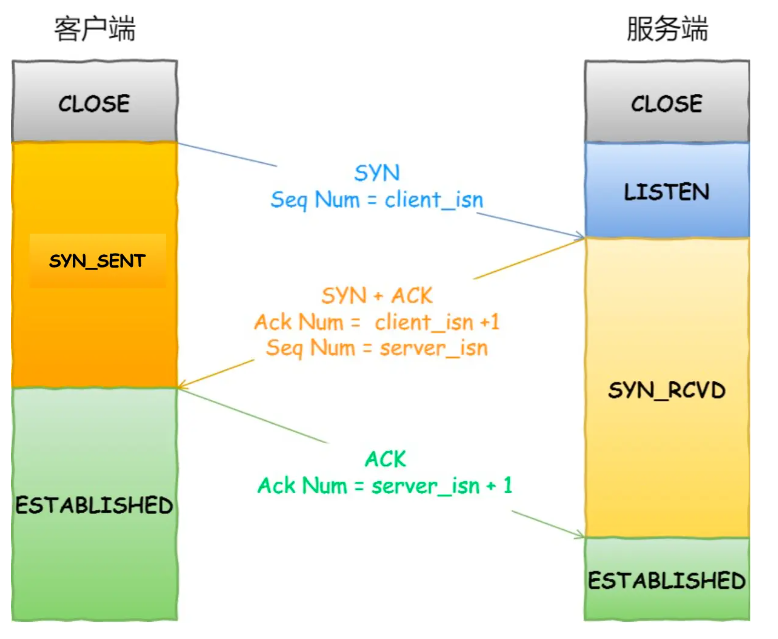 客户端
服务端
CLOSE
CLOSE
SYN
Seq Num = client_isn
LISTEN
SYN_SENT
SYN + ACK
Ack Num = client_isn +1
Seq Num = server_isn
SYN_RCVD
ACK
Ack Num = server_isn + 1
ESTABLISHED
ESTABLISHED